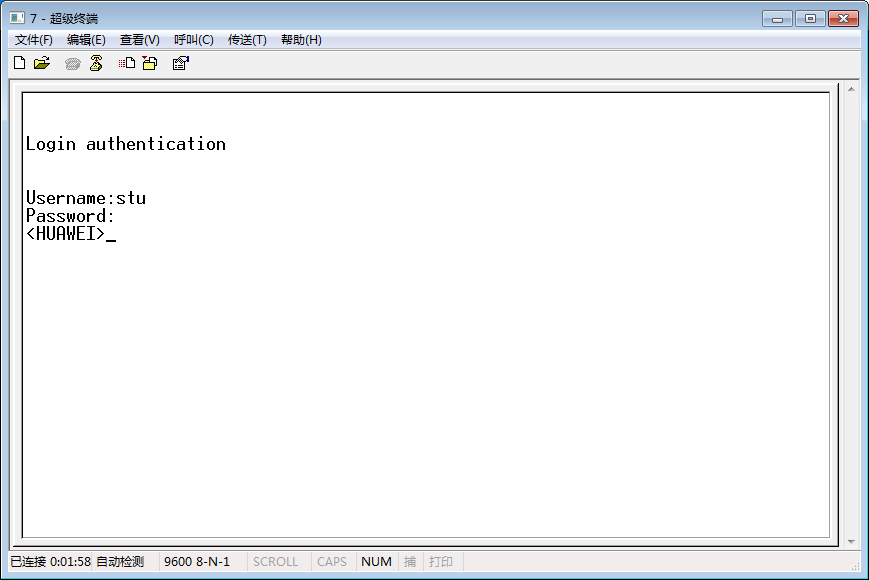 7 - 超级终端
文件(F) 编辑(E) 查看(V) 呼叫(C) 传送(T) 帮助(H)
Login authentication
Username:stu
Password:
<HUAWEI>_
已连接 0:01:58 自动检测 9600 8-N-1 SCROLL CAPS NUM 捕 打印